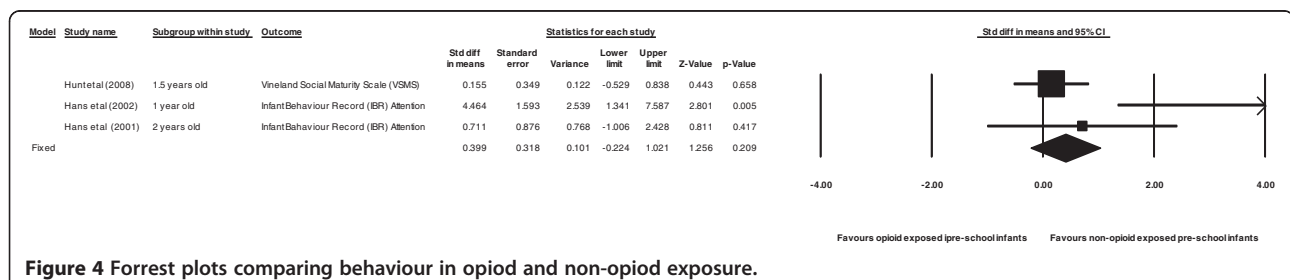 Model Study name Subgroup within study Outcome Statistics for each study Std diff in means and 95% CI
Std diff in means Standard error Variance Lower limit Upper limit Z-Value p-Value
Huntetal (2008) 1.5 years old Vineland Social Maturity Scale (VSMS) 0.155 0.349 0.122 -0.529 0.838 0.443 0.658
Hans etal (2002) 1 year old InfantBehaviour Record (IBR) Attention 4.464 1.593 2.539 1.341 7.587 2.801 0.005
Hans etal (2001) 2 years old InfantBahaviour Record (IBR) Attention 0.711 0.876 0.768 -1.006 2.428 0.811 0.417
Fixed 0.399 0.318 0.101 -0.224 1.021 1.256 0.209
-4.00 -2.00 0.00 2.00 4.00
Favours opioid exposed ipre-school infants Favours non-opioid exposed pre-school infants
Figure 4 Forrest plots comparing behaviour in opiod and non-opiod exposure.